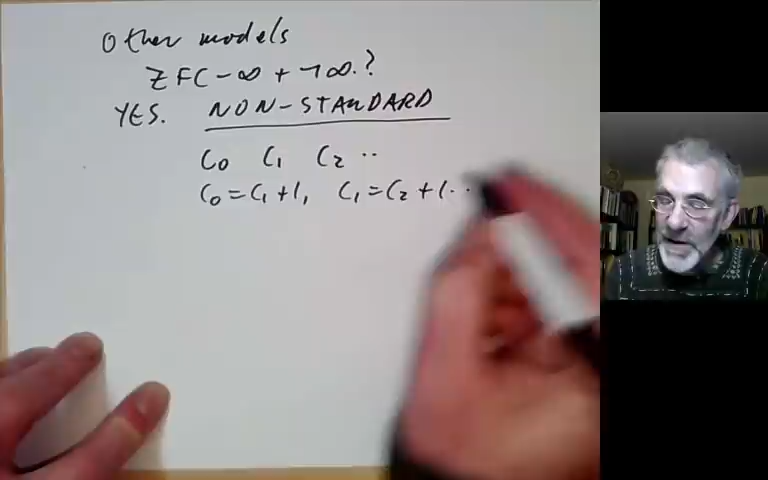 Other models
ZFC - ∞ + ¬∞ ?
YES. NON-STANDARD
C₀ C₁ C₂ ··
C₀ = C₁ + 1, C₁ = C₂ + 1 ··